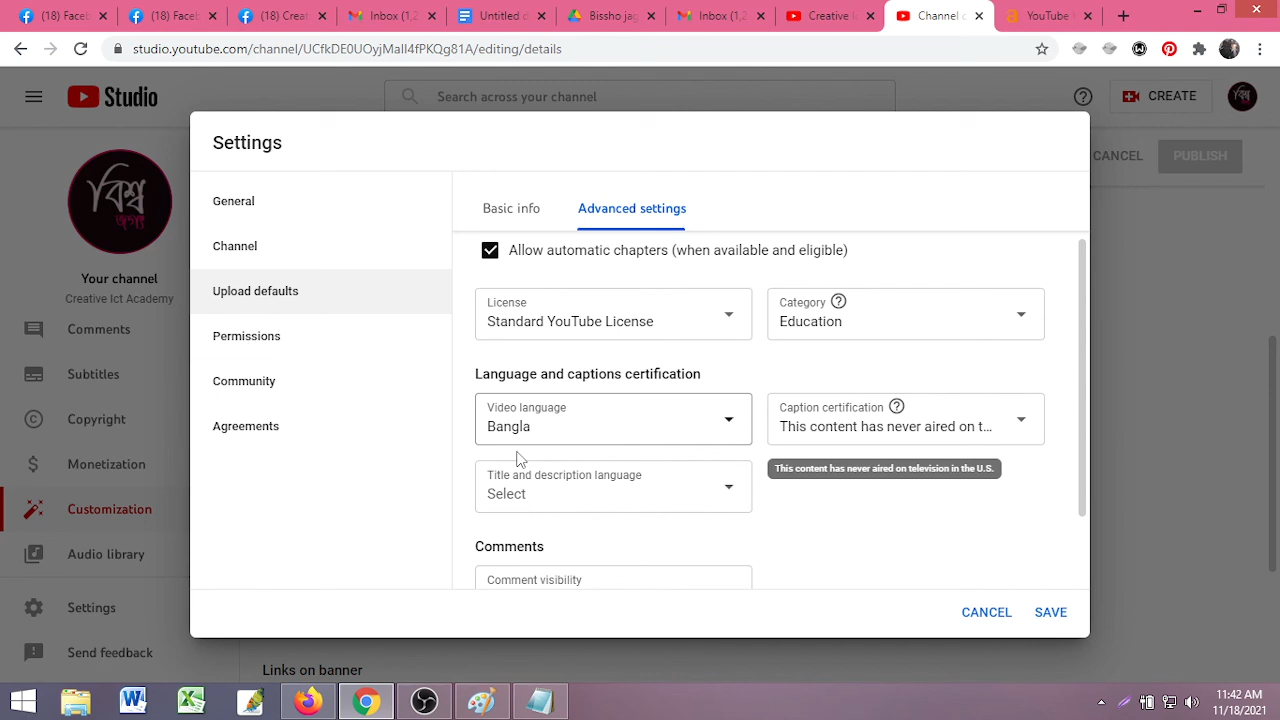 (18) Faceb
(18) Faceb
(18) Creat
Inbox (1,2
Untitled d
Bissho jag
Inbox (1,2
Creative k
Channel c
YouTube t
studio.youtube.com/channel/UCfkDE0UOyjMall4fPKQg81A/editing/details
Studio
Search across your channel
CREATE
বিশ্ব
জগৎ
Settings
CANCEL
PUBLISH
বিশ্ব
জগৎ
Your channel
Creative Ict Academy
Comments
Subtitles
Copyright
Monetization
Customization
Audio library
Settings
Send feedback
General
Channel
Upload defaults
Permissions
Community
Agreements
Basic info
Advanced settings
Allow automatic chapters (when available and eligible)
License
Standard YouTube License
Category
Education
Language and captions certification
Video language
Bangla
Caption certification
This content has never aired on t...
This content has never aired on television in the U.S.
Title and description language
Select
Comments
Comment visibility
CANCEL
SAVE
Links on banner
11:42 AM
11/18/2021